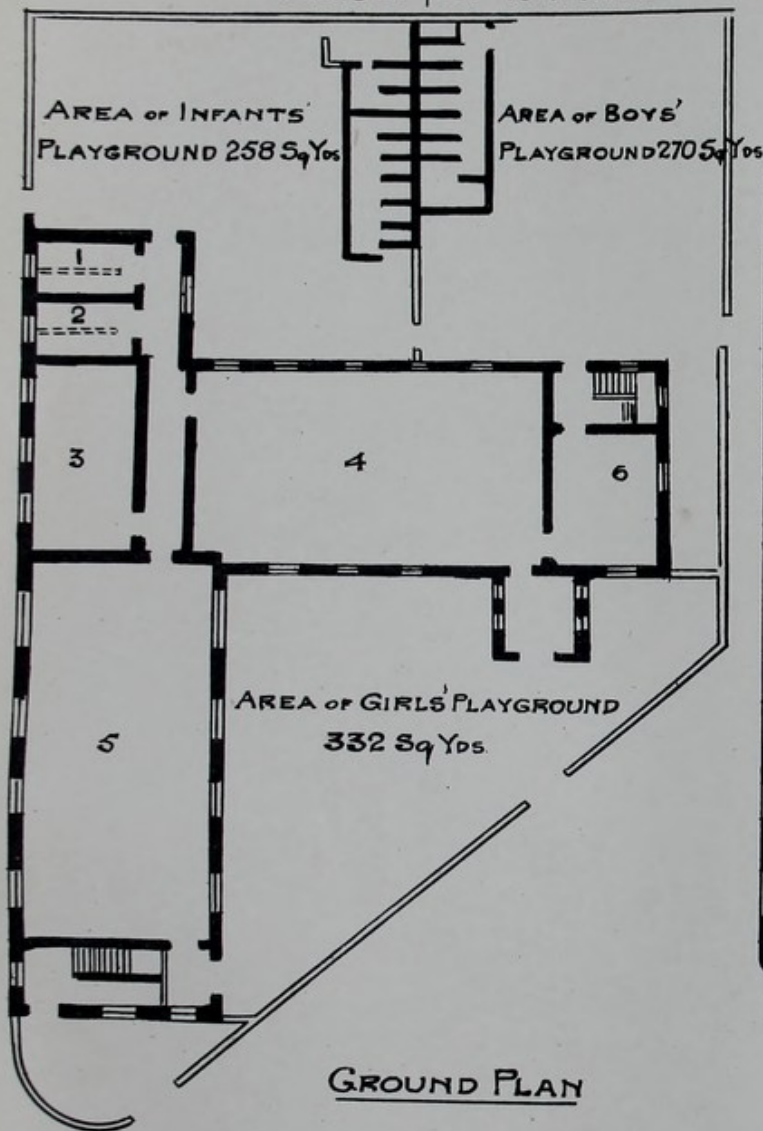 AREA OF INFANTS'
PLAYGROUND 258 Sq YDS
AREA OF BOYS'
PLAYGROUND 270 Sq YDS
1
2
3
4
6
5
AREA OF GIRLS' PLAYGROUND
332 Sq YDS.
GROUND PLAN